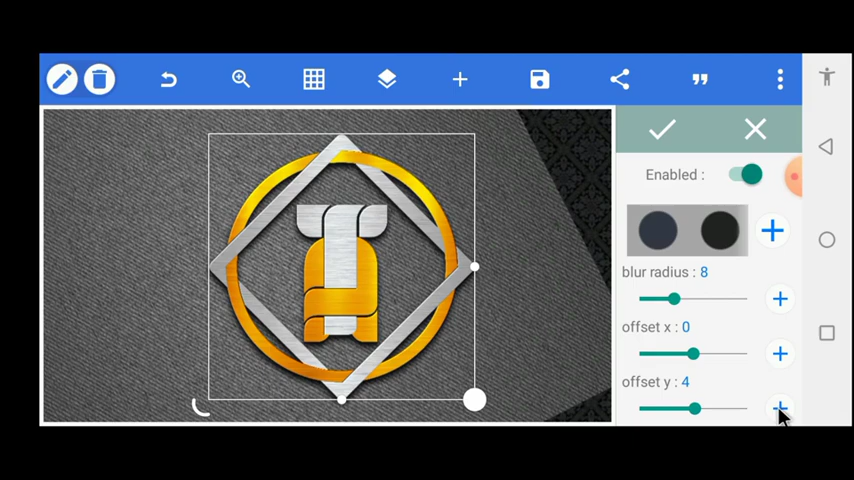 Enabled :
blur radius : 8
offset x : 0
offset y : 4